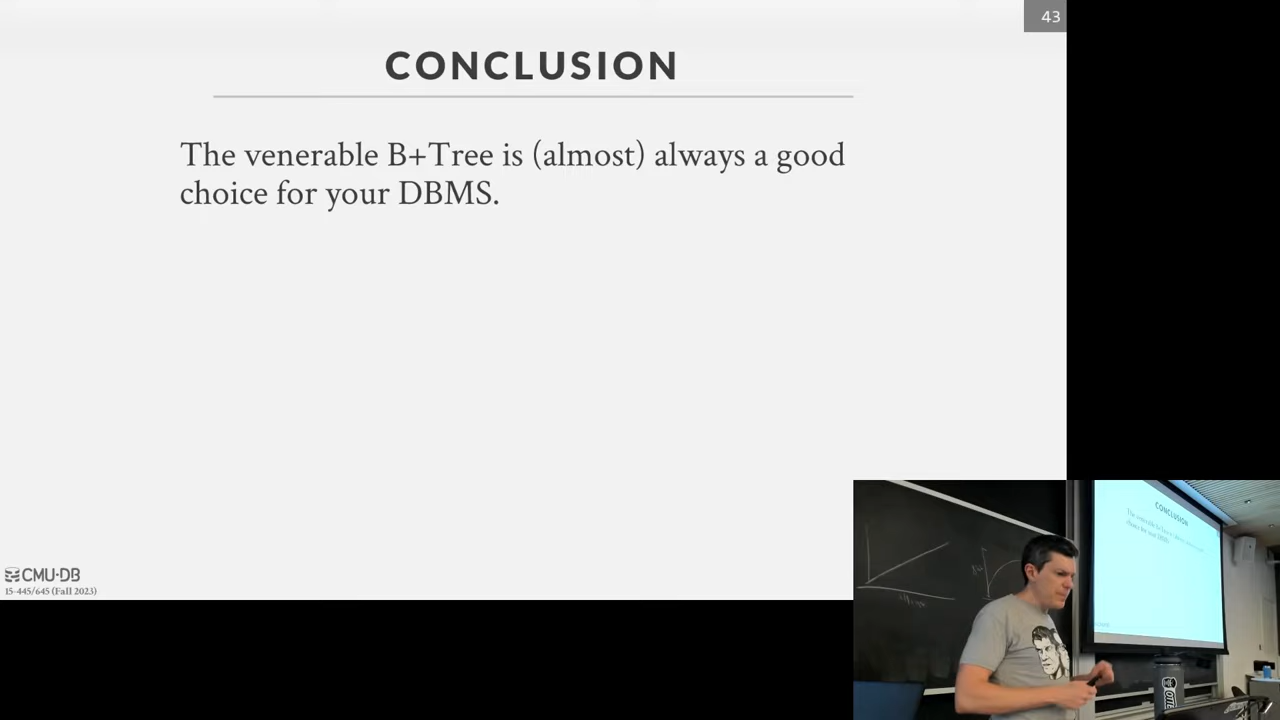 43
CONCLUSION
The venerable B+Tree is (almost) always a good
choice for your DBMS.
CMU·DB
15-445/645 (Fall 2023)
CONCLUSION